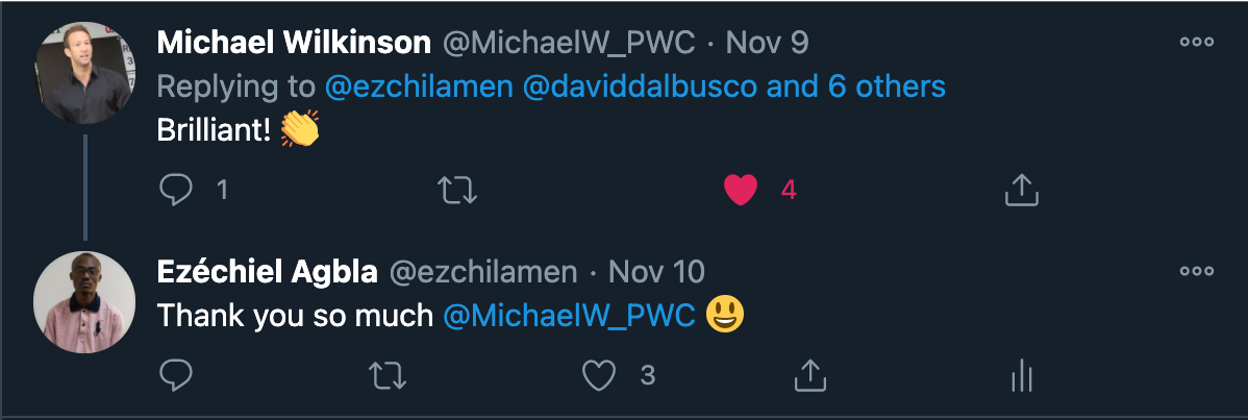 Michael Wilkinson @MichaelW_PWC · Nov 9
Replying to @ezchilamen @daviddalbusco and 6 others
Brilliant! 👏
1 4
Ezéchiel Agbla @ezchilamen · Nov 10
Thank you so much @MichaelW_PWC 😃
3